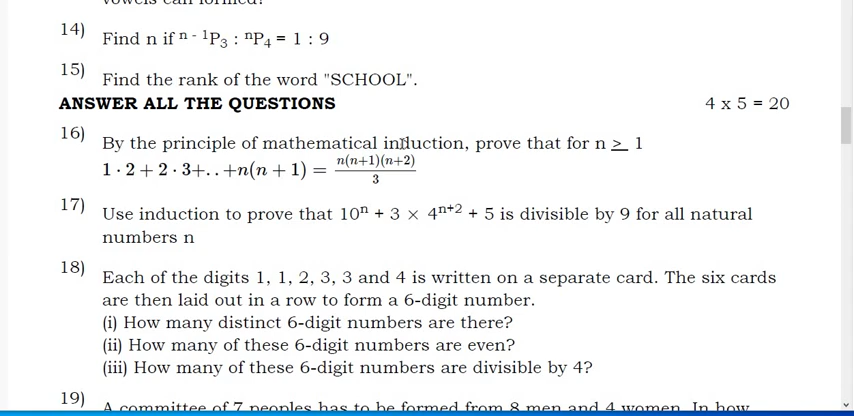 vowels can formed?
14) Find n if ⁿ⁻¹P₃ : ⁿP₄ = 1 : 9
15) Find the rank of the word "SCHOOL".
ANSWER ALL THE QUESTIONS 4 x 5 = 20
16) By the principle of mathematical induction, prove that for n ≥ 1
1·2+2·3+..+n(n+1) = n(n+1)(n+2)/3
17) Use induction to prove that 10ⁿ + 3 × 4ⁿ⁺² + 5 is divisible by 9 for all natural
numbers n
18) Each of the digits 1, 1, 2, 3, 3 and 4 is written on a separate card. The six cards
are then laid out in a row to form a 6-digit number.
(i) How many distinct 6-digit numbers are there?
(ii) How many of these 6-digit numbers are even?
(iii) How many of these 6-digit numbers are divisible by 4?
19) A committee of 7 peoples has to be formed from 8 men and 4 women. In how